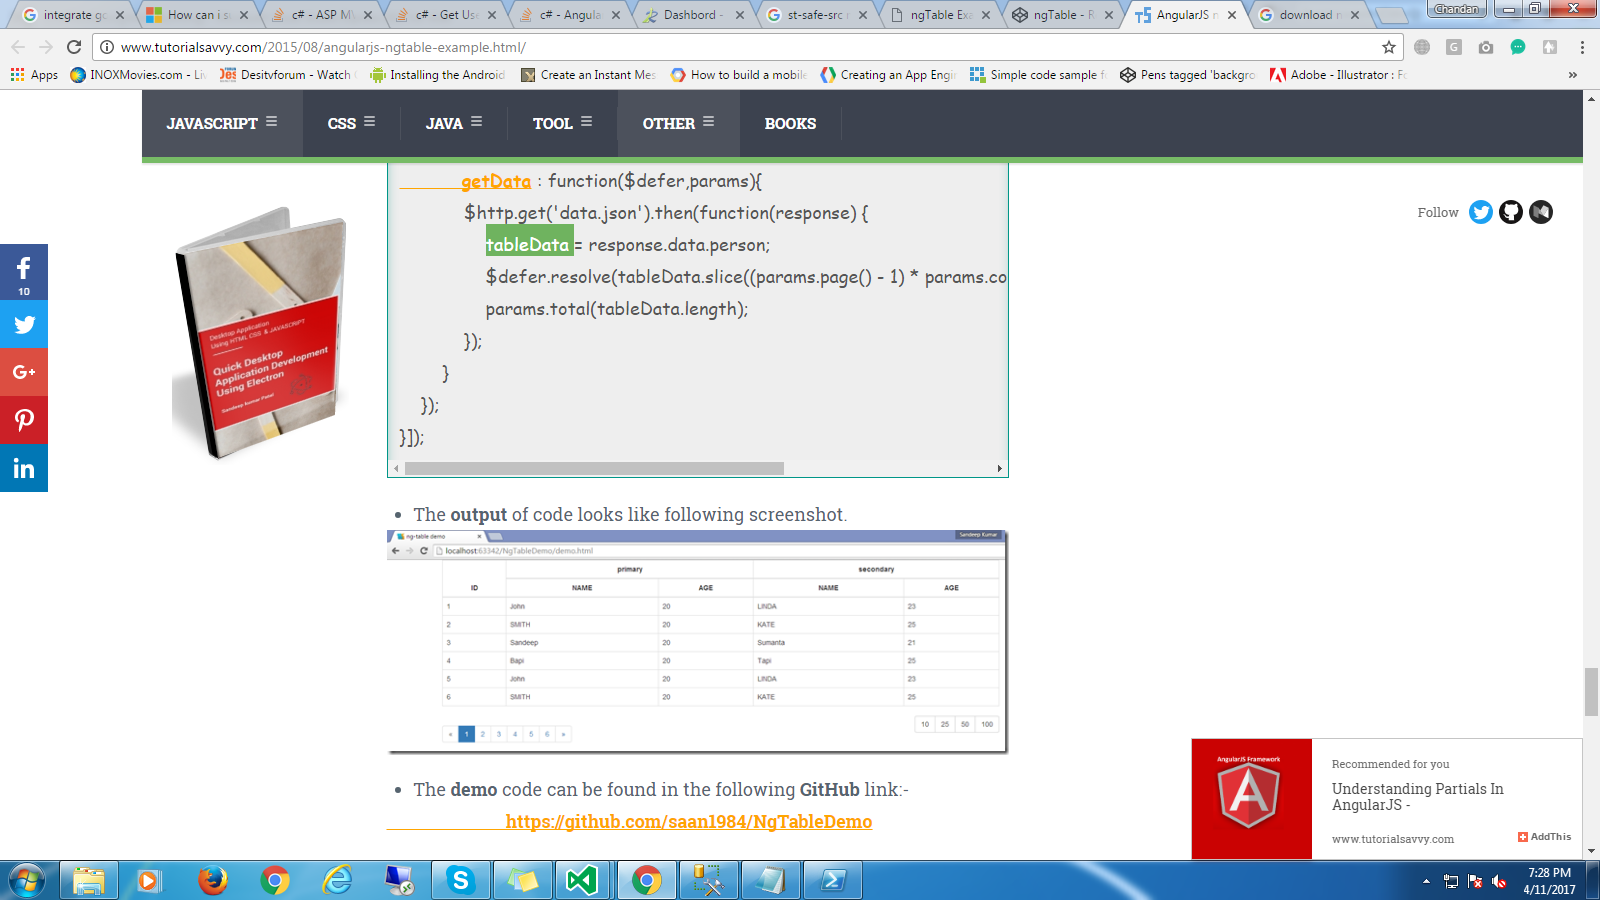 integrate go
How can i s
c# - ASP MV
c# - Get Use
c# - Angula
Dashbord -
st-safe-src r
ngTable Exa
ngTable - R
AngularJS n
download n
Chandan
www.tutorialsavvy.com/2015/08/angularjs-ngtable-example.html/
Apps
INOXMovies.com - Liv
Desitvforum - Watch
Installing the Android
Create an Instant Mes
How to build a mobile
Creating an App Engi
Simple code sample f
Pens tagged 'backgro
Adobe - Illustrator : Fo
»
JAVASCRIPT
CSS
JAVA
TOOL
OTHER
BOOKS
Follow
10
G+
in
Desktop Application
Using HTML CSS & JAVASCRIPT
Quick Desktop
Application Development
Using Electron
Sandeep Kumar Patel
getData : function($defer,params){
$http.get('data.json').then(function(response) {
tableData = response.data.person;
$defer.resolve(tableData.slice((params.page() - 1) * params.co
params.total(tableData.length);
});
}
});
}]);
• The output of code looks like following screenshot.
ng-table demo
Sandeep Kumar
localhost:63342/NgTableDemo/demo.html
primary secondary
ID NAME AGE NAME AGE
1 John 20 LINDA 23
2 SMITH 20 KATE 25
3 Sandeep 20 Sumanta 21
4 Bapi 20 Tapi 25
5 John 20 LINDA 23
6 SMITH 20 KATE 25
« 1 2 3 4 5 6 »
10 25 50 100
• The demo code can be found in the following GitHub link:-
https://github.com/saan1984/NgTableDemo
AngularJS Framework
Recommended for you
Understanding Partials In
AngularJS -
www.tutorialsavvy.com
AddThis
7:28 PM
4/11/2017